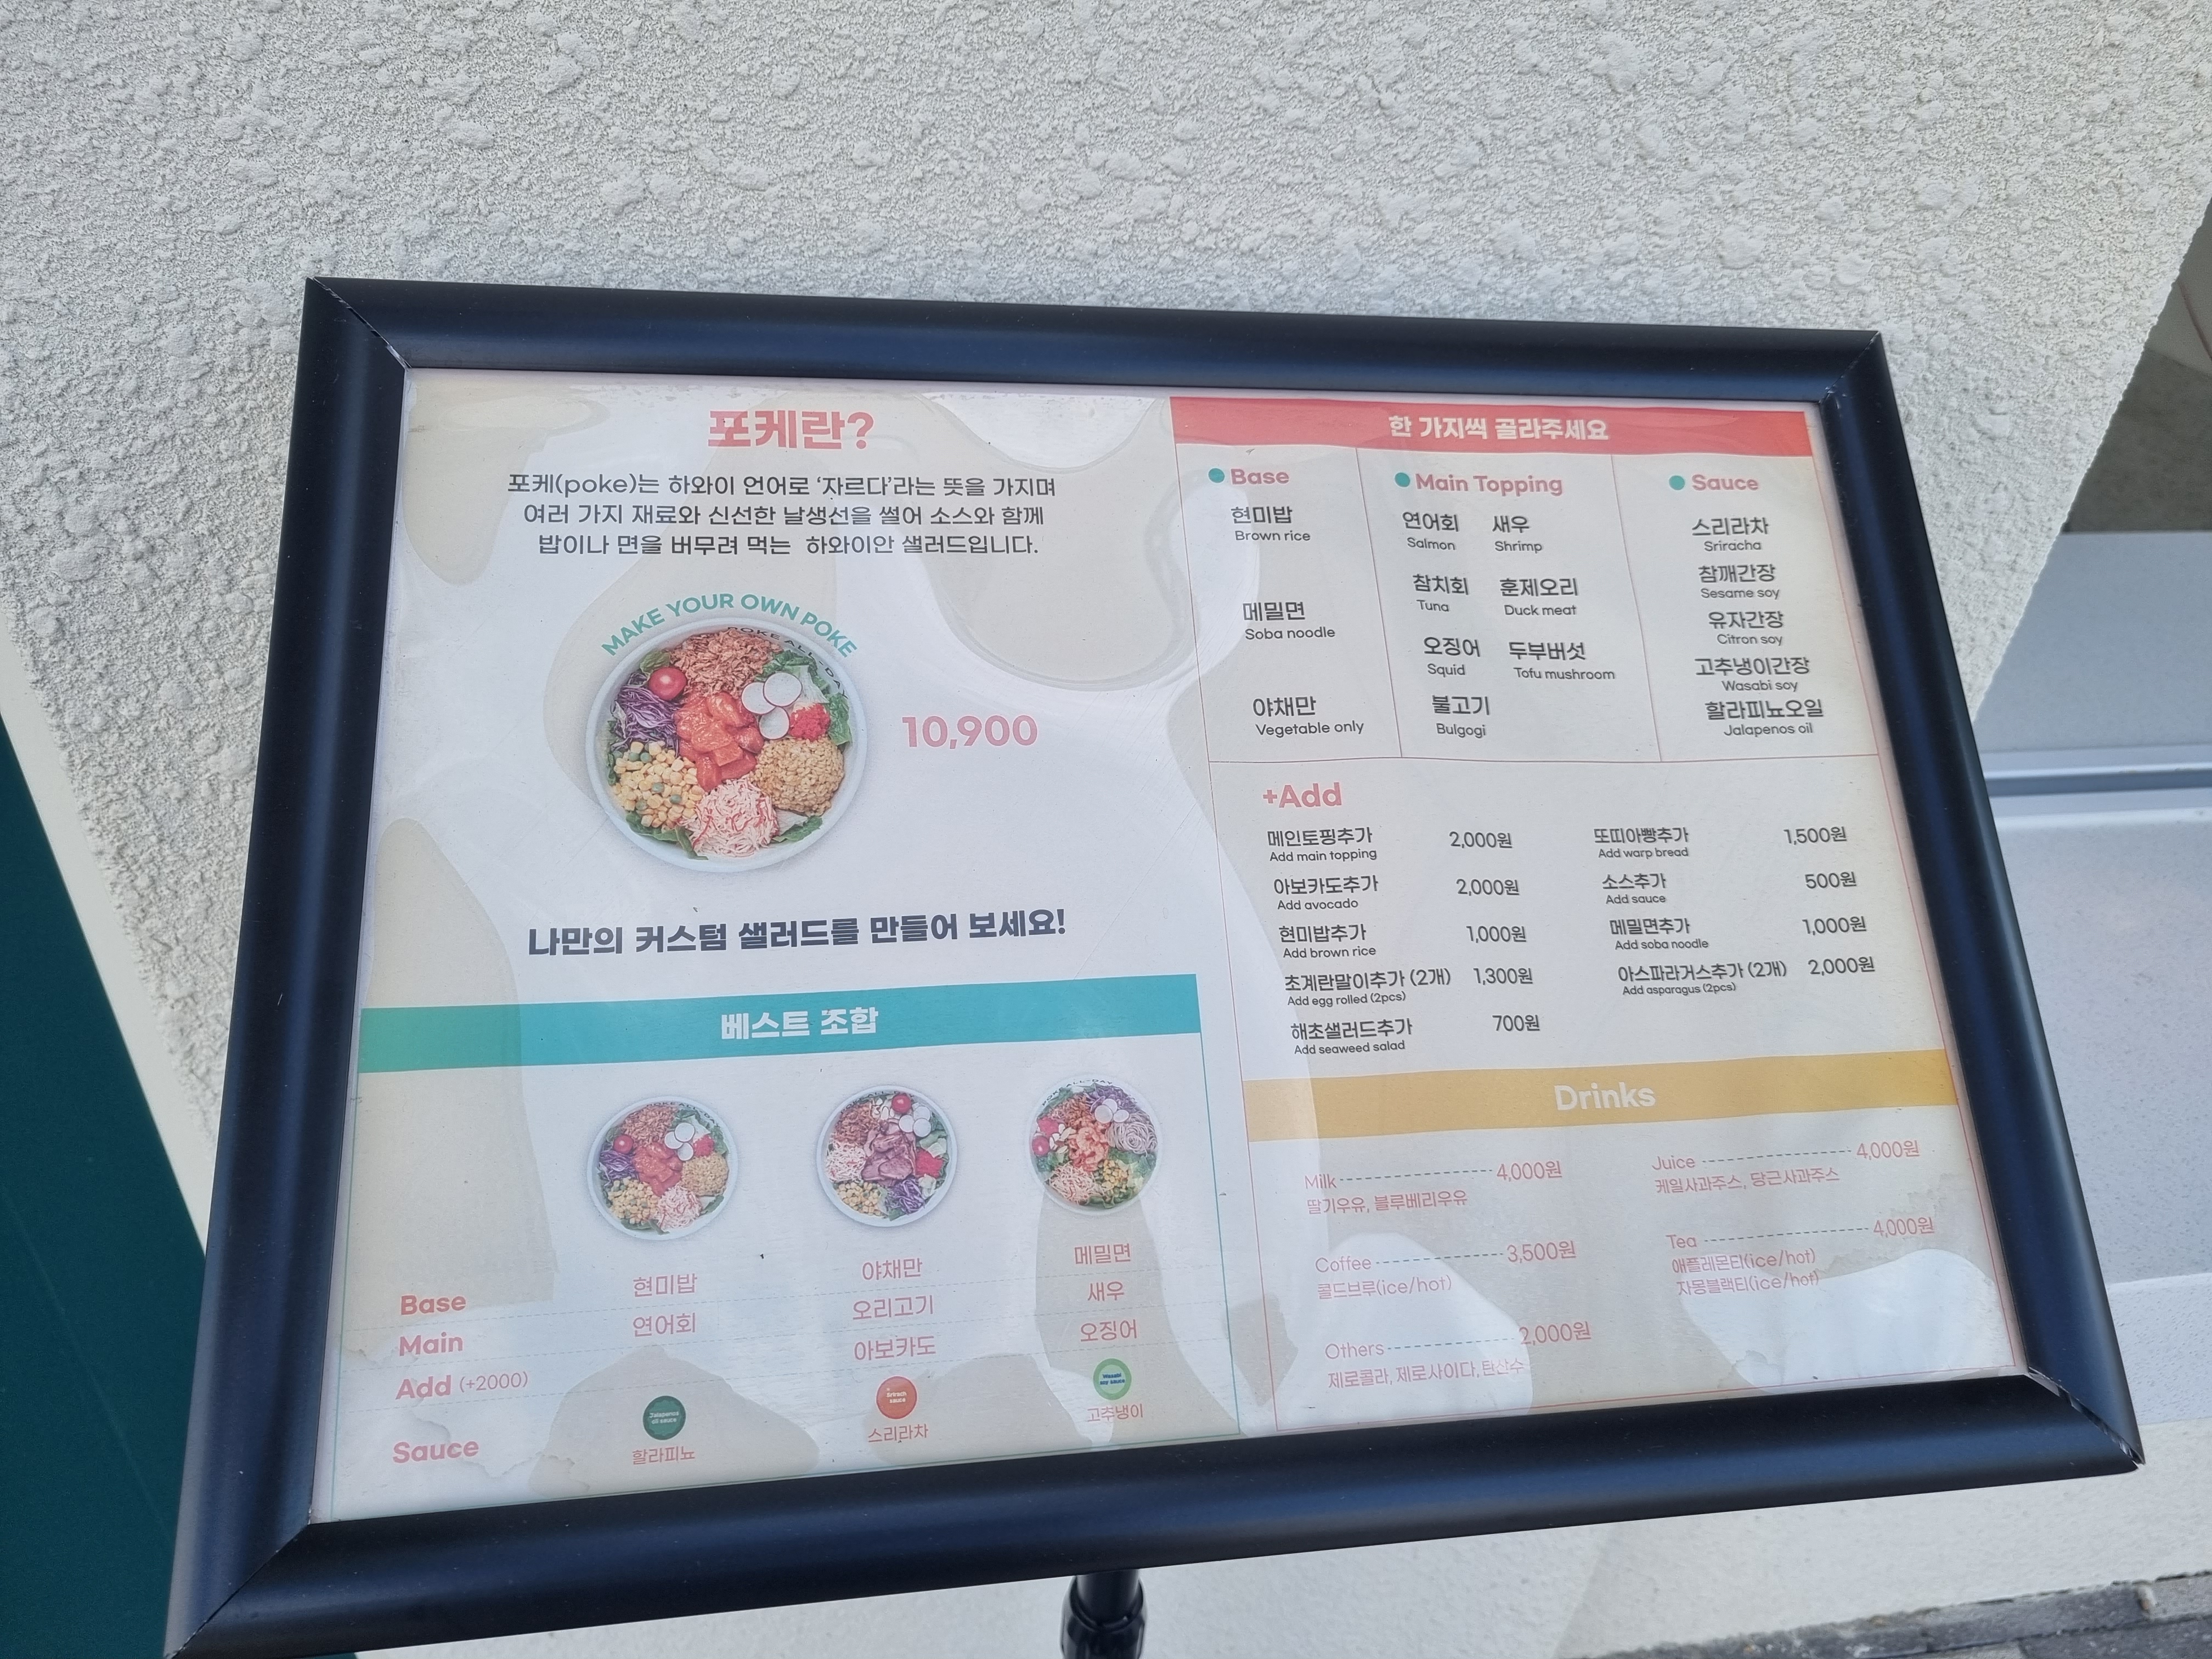 포케란?
포케(poke)는 하와이 언어로 ‘자르다’라는 뜻을 가지며
여러 가지 재료와 신선한 날생선을 썰어 소스와 함께
밥이나 면을 버무려 먹는 하와이안 샐러드입니다.
MAKE YOUR OWN POKE
POKE ALL DAY
10,900
나만의 커스텀 샐러드를 만들어 보세요!
베스트 조합
현미밥 야채만 메밀면
Base
연어회 오리고기 새우
Main
아보카도 오징어
Add (+2000)
Jalapenos oil sauce
Sriracha sauce
Wasabi soy sauce
Sauce
할라피뇨 스리라차 고추냉이
한 가지씩 골라주세요
Base
현미밥
Brown rice
메밀면
Soba noodle
야채만
Vegetable only
Main Topping
연어회 새우
Salmon Shrimp
참치회 훈제오리
Tuna Duck meat
오징어 두부버섯
Squid Tofu mushroom
불고기
Bulgogi
Sauce
스리라차
Sriracha
참깨간장
Sesame soy
유자간장
Citron soy
고추냉이간장
Wasabi soy
할라피뇨오일
Jalapenos oil
+Add
메인토핑추가 2,000원
Add main topping
아보카도추가 2,000원
Add avocado
현미밥추가 1,000원
Add brown rice
초계란말이추가 (2개) 1,300원
Add egg rolled (2pcs)
해초샐러드추가 700원
Add seaweed salad
또띠아빵추가 1,500원
Add warp bread
소스추가 500원
Add sauce
메밀면추가 1,000원
Add soba noodle
아스파라거스추가 (2개) 2,000원
Add asparagus (2pcs)
Drinks
Milk 4,000원
딸기우유, 블루베리우유
Coffee 3,500원
콜드브루(ice/hot)
Others 2,000원
제로콜라, 제로사이다, 탄산수
Juice 4,000원
케일사과주스, 당근사과주스
Tea 4,000원
애플레몬티(ice/hot)
자몽블랙티(ice/hot)